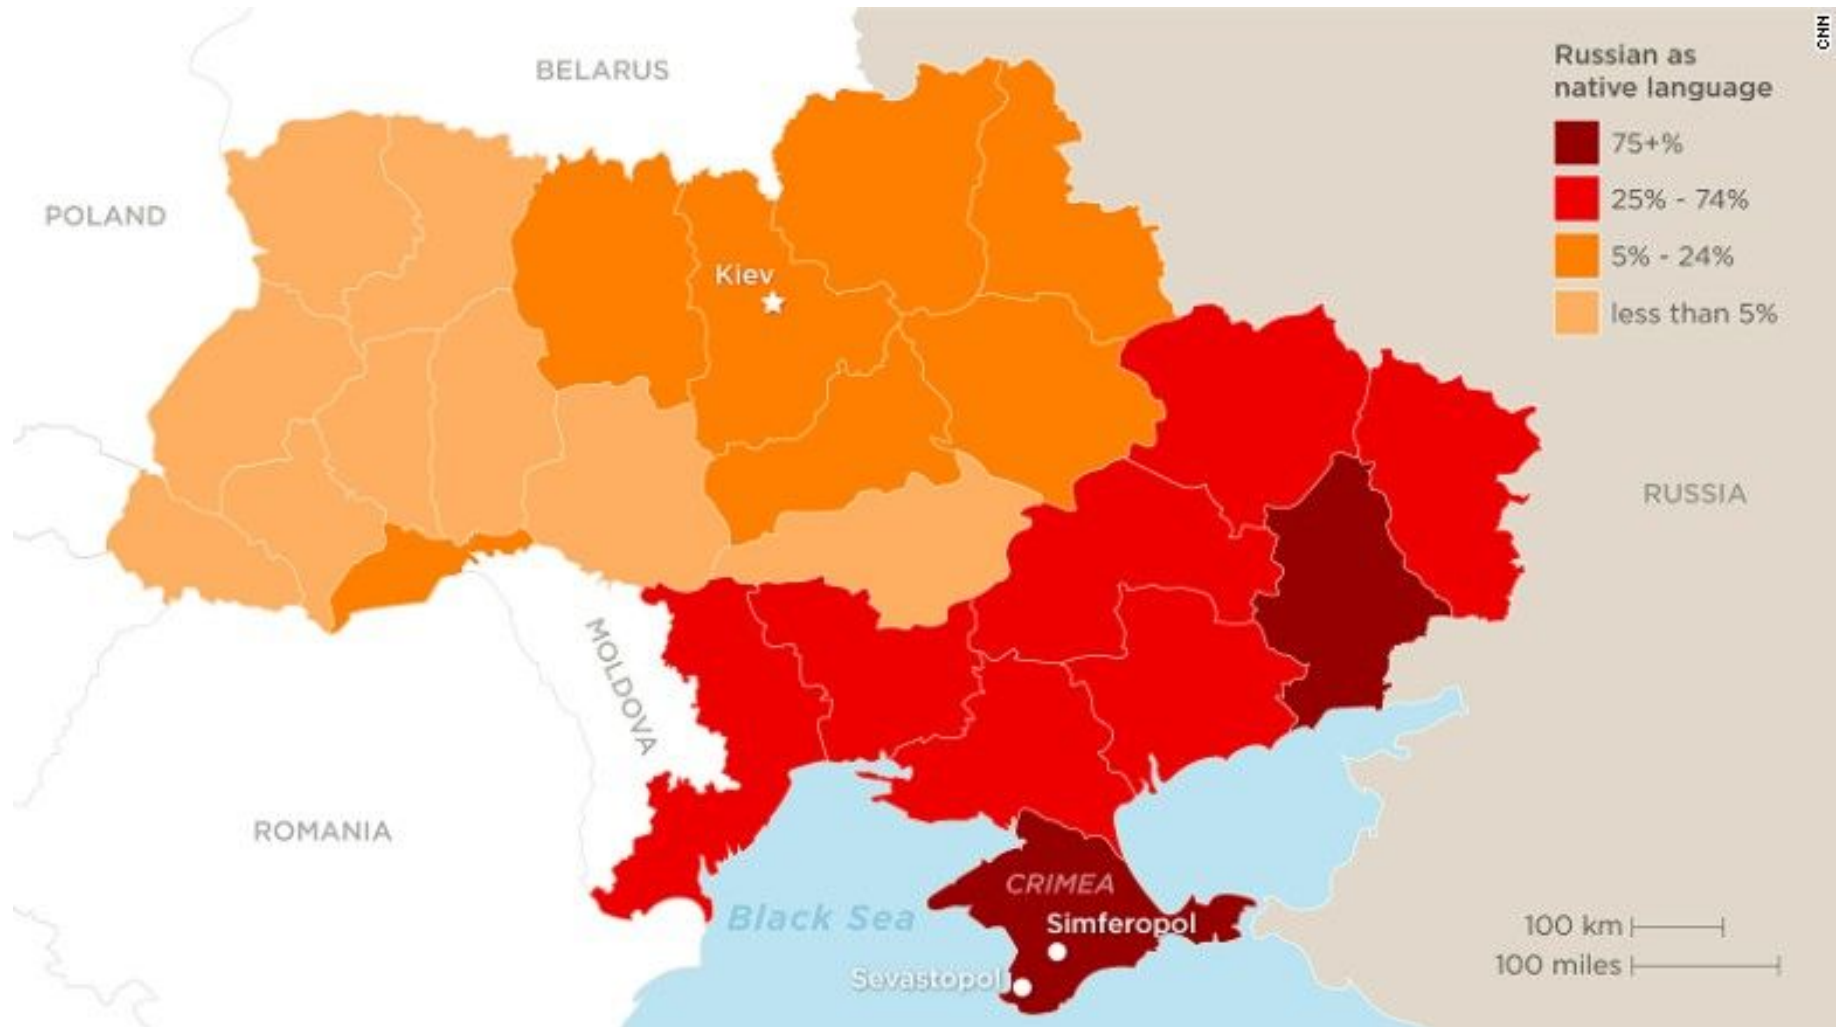 CNN
Russian as
native language
75+%
25% - 74%
5% - 24%
less than 5%
BELARUS
POLAND
Kiev
RUSSIA
MOLDOVA
ROMANIA
CRIMEA
Black Sea
Simferopol
Sevastopol
100 km
100 miles